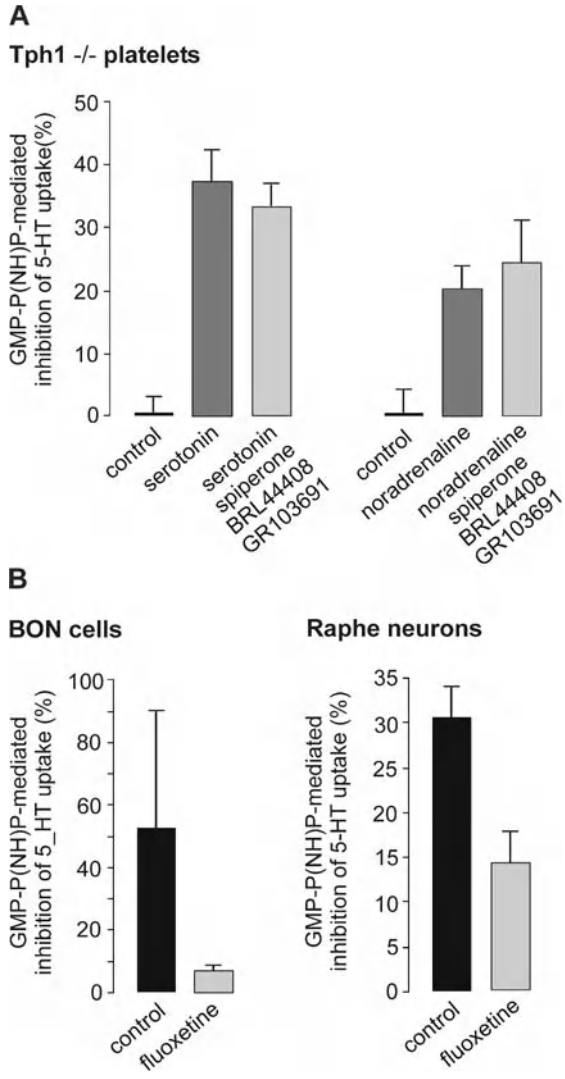 A
Tph1 -/- platelets
GMP-P(NH)P-mediated
inhibition of 5-HT uptake(%)
50
40
30
20
10
0
control
serotonin
serotonin
spiperone
BRL44408
GR103691
control
noradrenaline
noradrenaline
spiperone
BRL44408
GR103691
B
BON cells
GMP-P(NH)P-mediated
inhibition of 5_HT uptake (%)
100
80
60
40
20
0
control
fluoxetine
Raphe neurons
GMP-P(NH)P-mediated
inhibition of 5-HT uptake (%)
35
30
25
20
15
10
5
0
control
fluoxetine